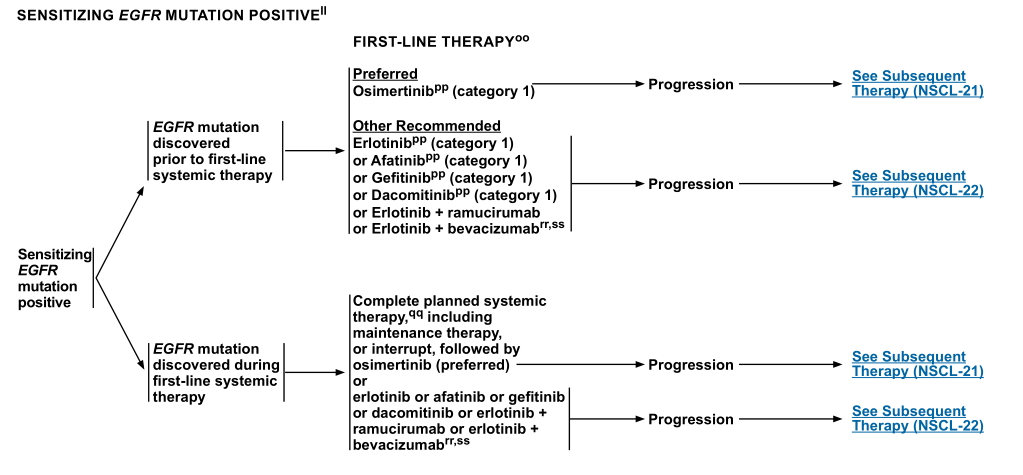 SENSITIZING EGFR MUTATION POSITIVEll
FIRST-LINE THERAPYoo
Preferred
Osimertinibpp (category 1)
Progression
See Subsequent
Therapy (NSCL-21)
EGFR mutation
discovered
prior to first-line
systemic therapy
Other Recommended
Erlotinibpp (category 1)
or Afatinibpp (category 1)
or Gefitinibpp (category 1)
or Dacomitinibpp (category 1)
or Erlotinib + ramucirumab
or Erlotinib + bevacizumabrr,ss
Progression
See Subsequent
Therapy (NSCL-22)
Sensitizing
EGFR
mutation
positive
EGFR mutation
discovered during
first-line systemic
therapy
Complete planned systemic
therapy,qq including
maintenance therapy,
or interrupt, followed by
osimertinib (preferred)
or
erlotinib or afatinib or gefitinib
or dacomitinib or erlotinib +
ramucirumab or erlotinib +
bevacizumabrr,ss
Progression
See Subsequent
Therapy (NSCL-21)
Progression
See Subsequent
Therapy (NSCL-22)